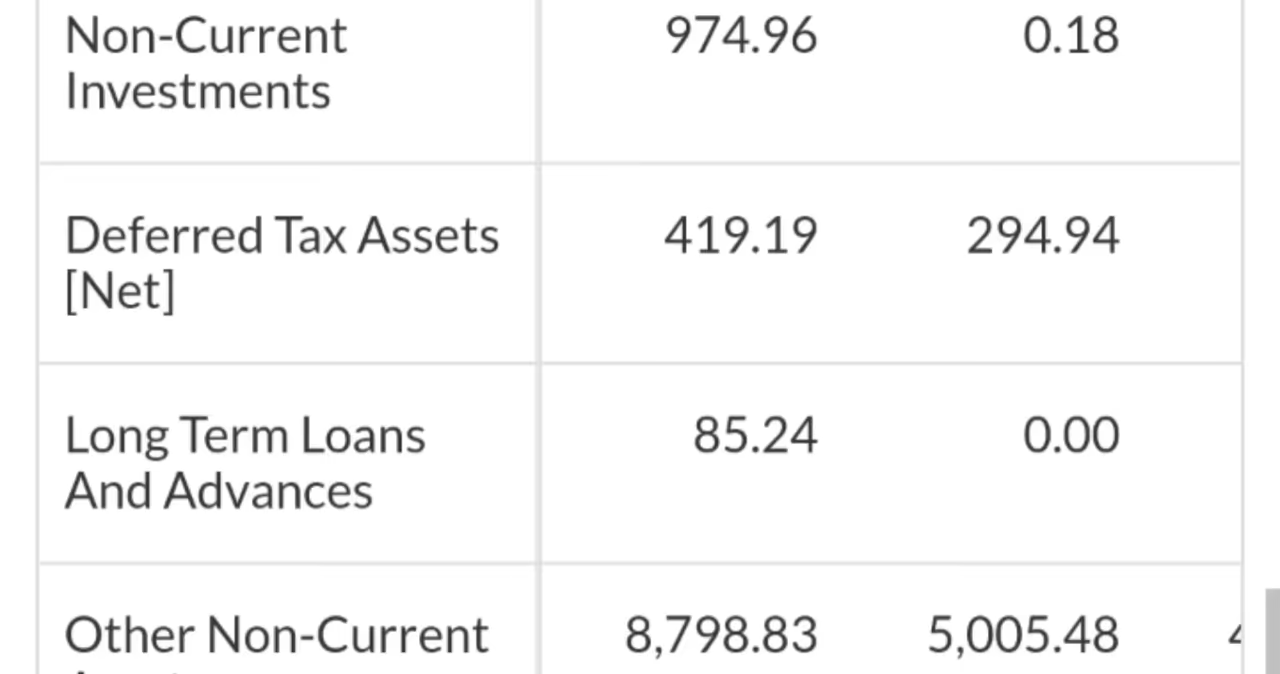 Non-Current 974.96 0.18
Investments
Deferred Tax Assets 419.19 294.94
[Net]
Long Term Loans 85.24 0.00
And Advances
Other Non-Current 8,798.83 5,005.48